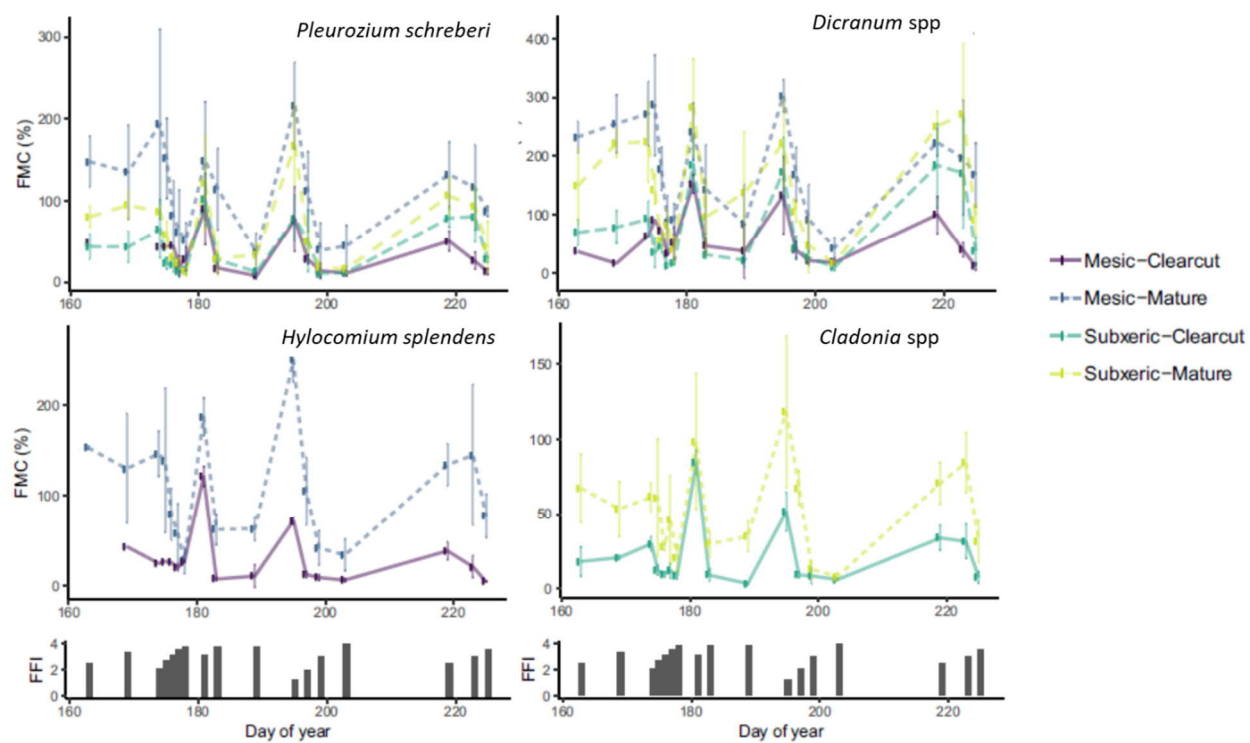 Pleurozium schreberi
300
200
100
0
FMC (%)
160 180 200 220
Dicranum spp
400
300
200
100
0
160 180 200 220
Hylocomium splendens
200
100
0
FMC (%)
160 180 200 220
Cladonia spp
150
100
50
0
160 180 200 220
Mesic−Clearcut
Mesic−Mature
Subxeric−Clearcut
Subxeric−Mature
4
2
0
FFI
160 180 200 220
Day of year
4
2
0
FFI
160 180 200 220
Day of year